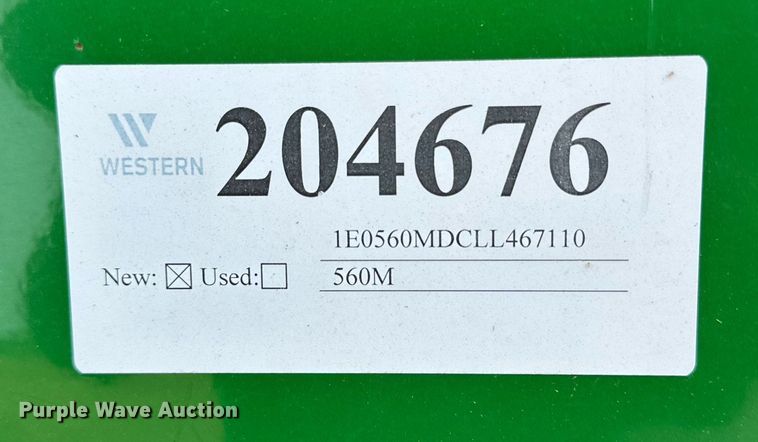 WESTERN
204676
1E0560MDCLL467110
New: ☒ Used: ☐
560M
Purple Wave Auction